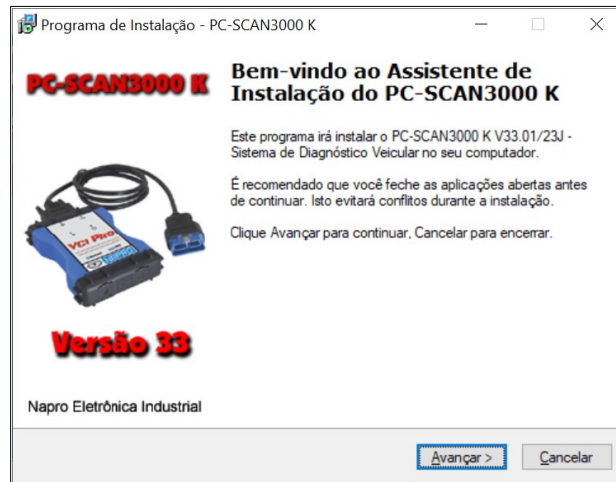 Programa de Instalação - PC-SCAN3000 K
PC-SCAN3000 K
Bem-vindo ao Assistente de
Instalação do PC-SCAN3000 K
Este programa irá instalar o PC-SCAN3000 K V33.01/23J -
Sistema de Diagnóstico Veicular no seu computador.
É recomendado que você feche as aplicações abertas antes
de continuar. Isto evitará conflitos durante a instalação.
Clique Avançar para continuar, Cancelar para encerrar.
VCI Pro
Versão 33
Napro Eletrônica Industrial
Avançar >
Cancelar